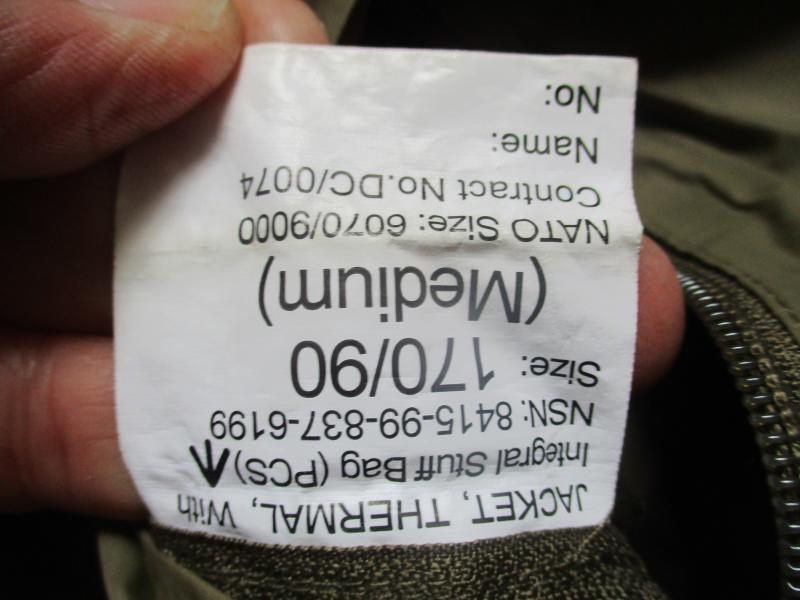 JACKET, THERMAL, With
Integral Stuff Bag (PCS)
NSN: 8415-99-837-6199
Size: 170/90
(Medium)
NATO Size: 6070/9000
Contract No.DC/0074
Name:
No: